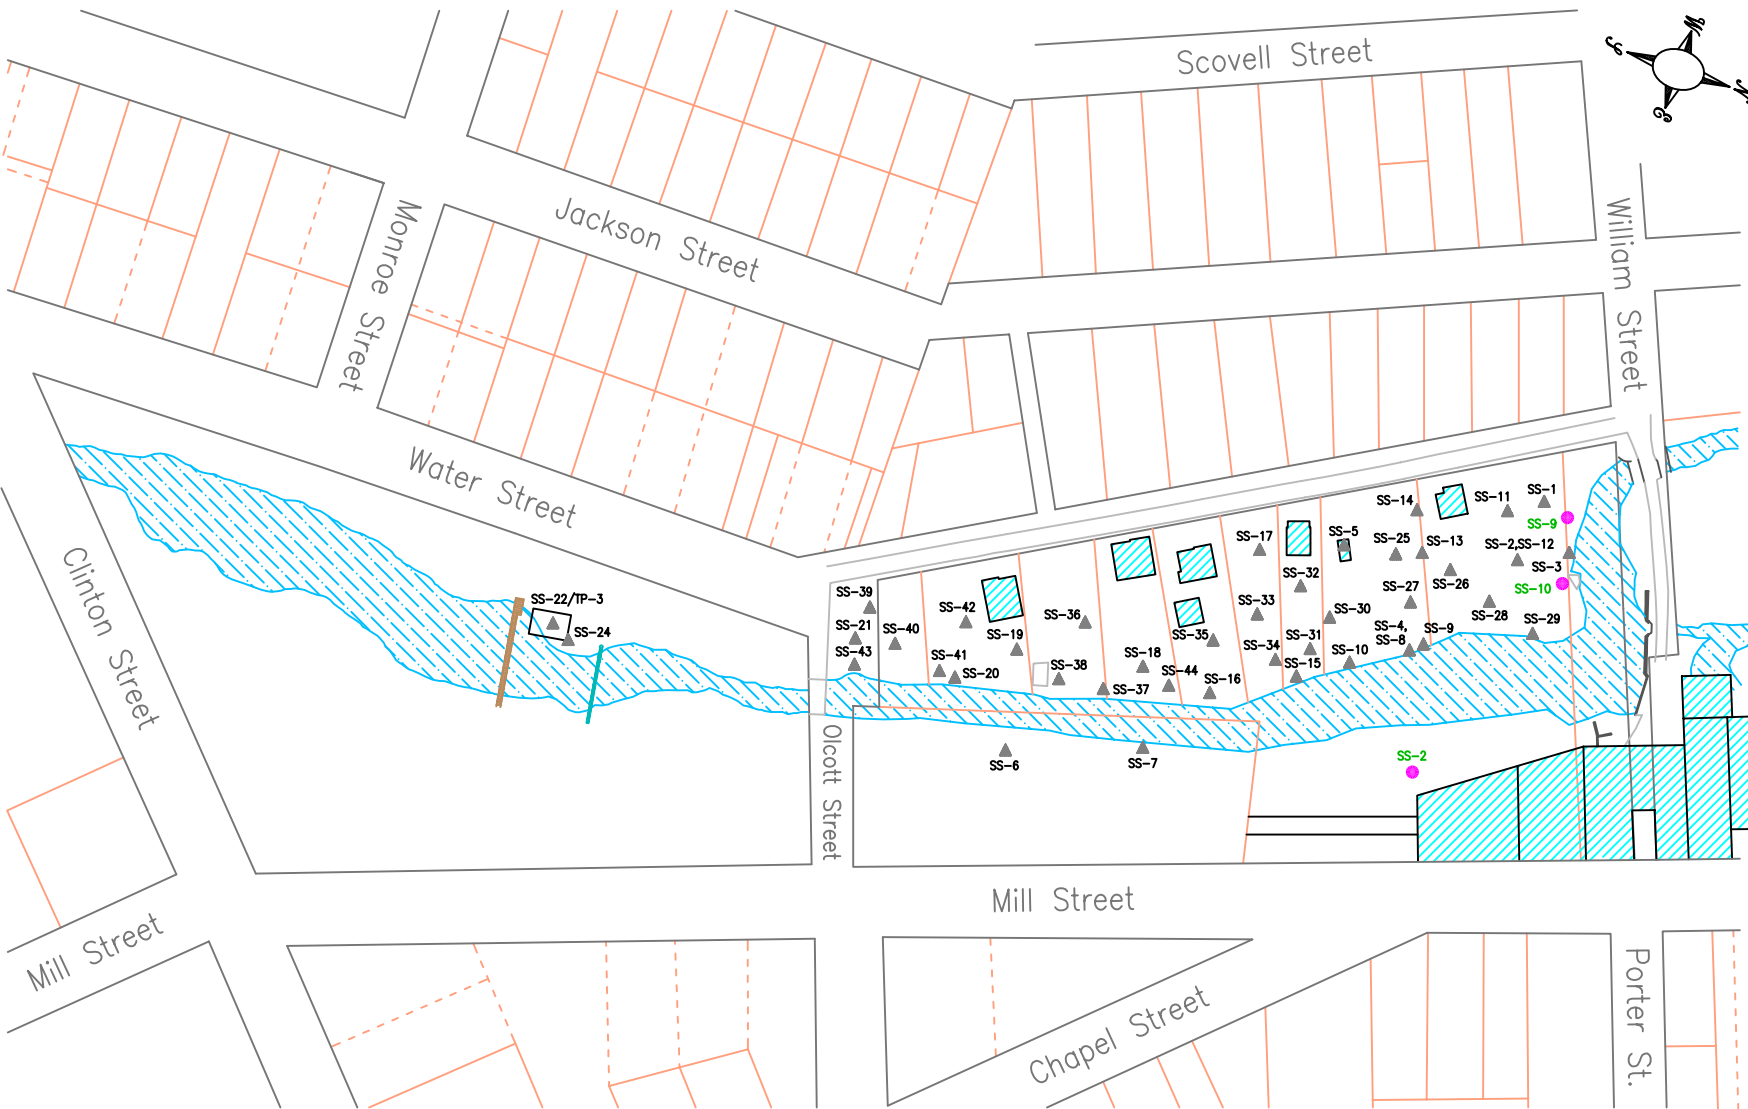 Scovell Street
W
S
N
E
Jackson Street
Monroe Street
William Street
Water Street
Clinton Street
SS-14
SS-11
SS-1
SS-9
SS-17
SS-5
SS-25
SS-13
SS-2,SS-12
SS-3
SS-32
SS-26
SS-10
SS-39
SS-42
SS-36
SS-33
SS-27
SS-28
SS-22/TP-3
SS-24
SS-21
SS-40
SS-19
SS-35
SS-30
SS-4,
SS-8
SS-9
SS-29
SS-43
SS-41
SS-20
SS-38
SS-18
SS-34
SS-31
SS-10
SS-37
SS-44
SS-16
SS-15
SS-6
SS-7
SS-2
Olcott Street
Mill Street
Mill Street
Chapel Street
Porter St.